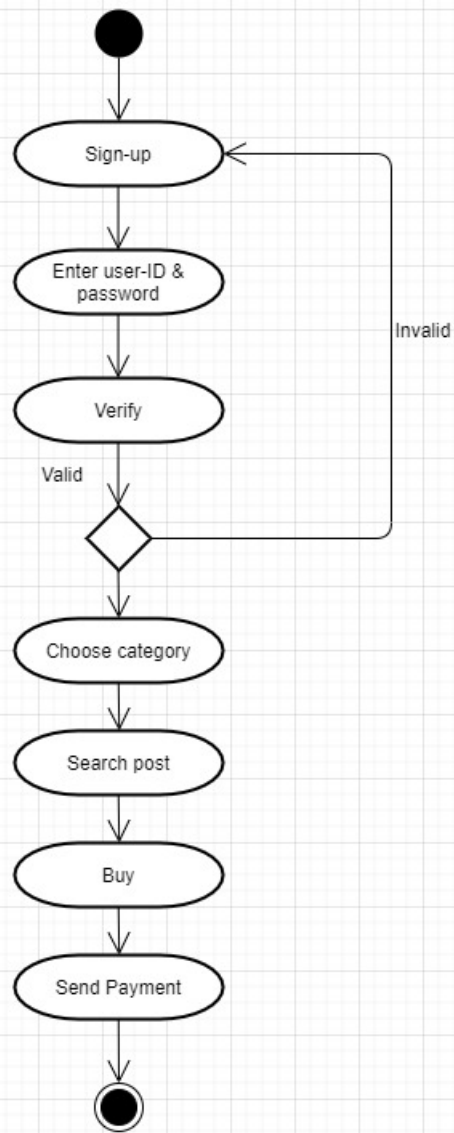 Sign-up
Enter user-ID &
password
Invalid
Verify
Valid
Choose category
Search post
Buy
Send Payment